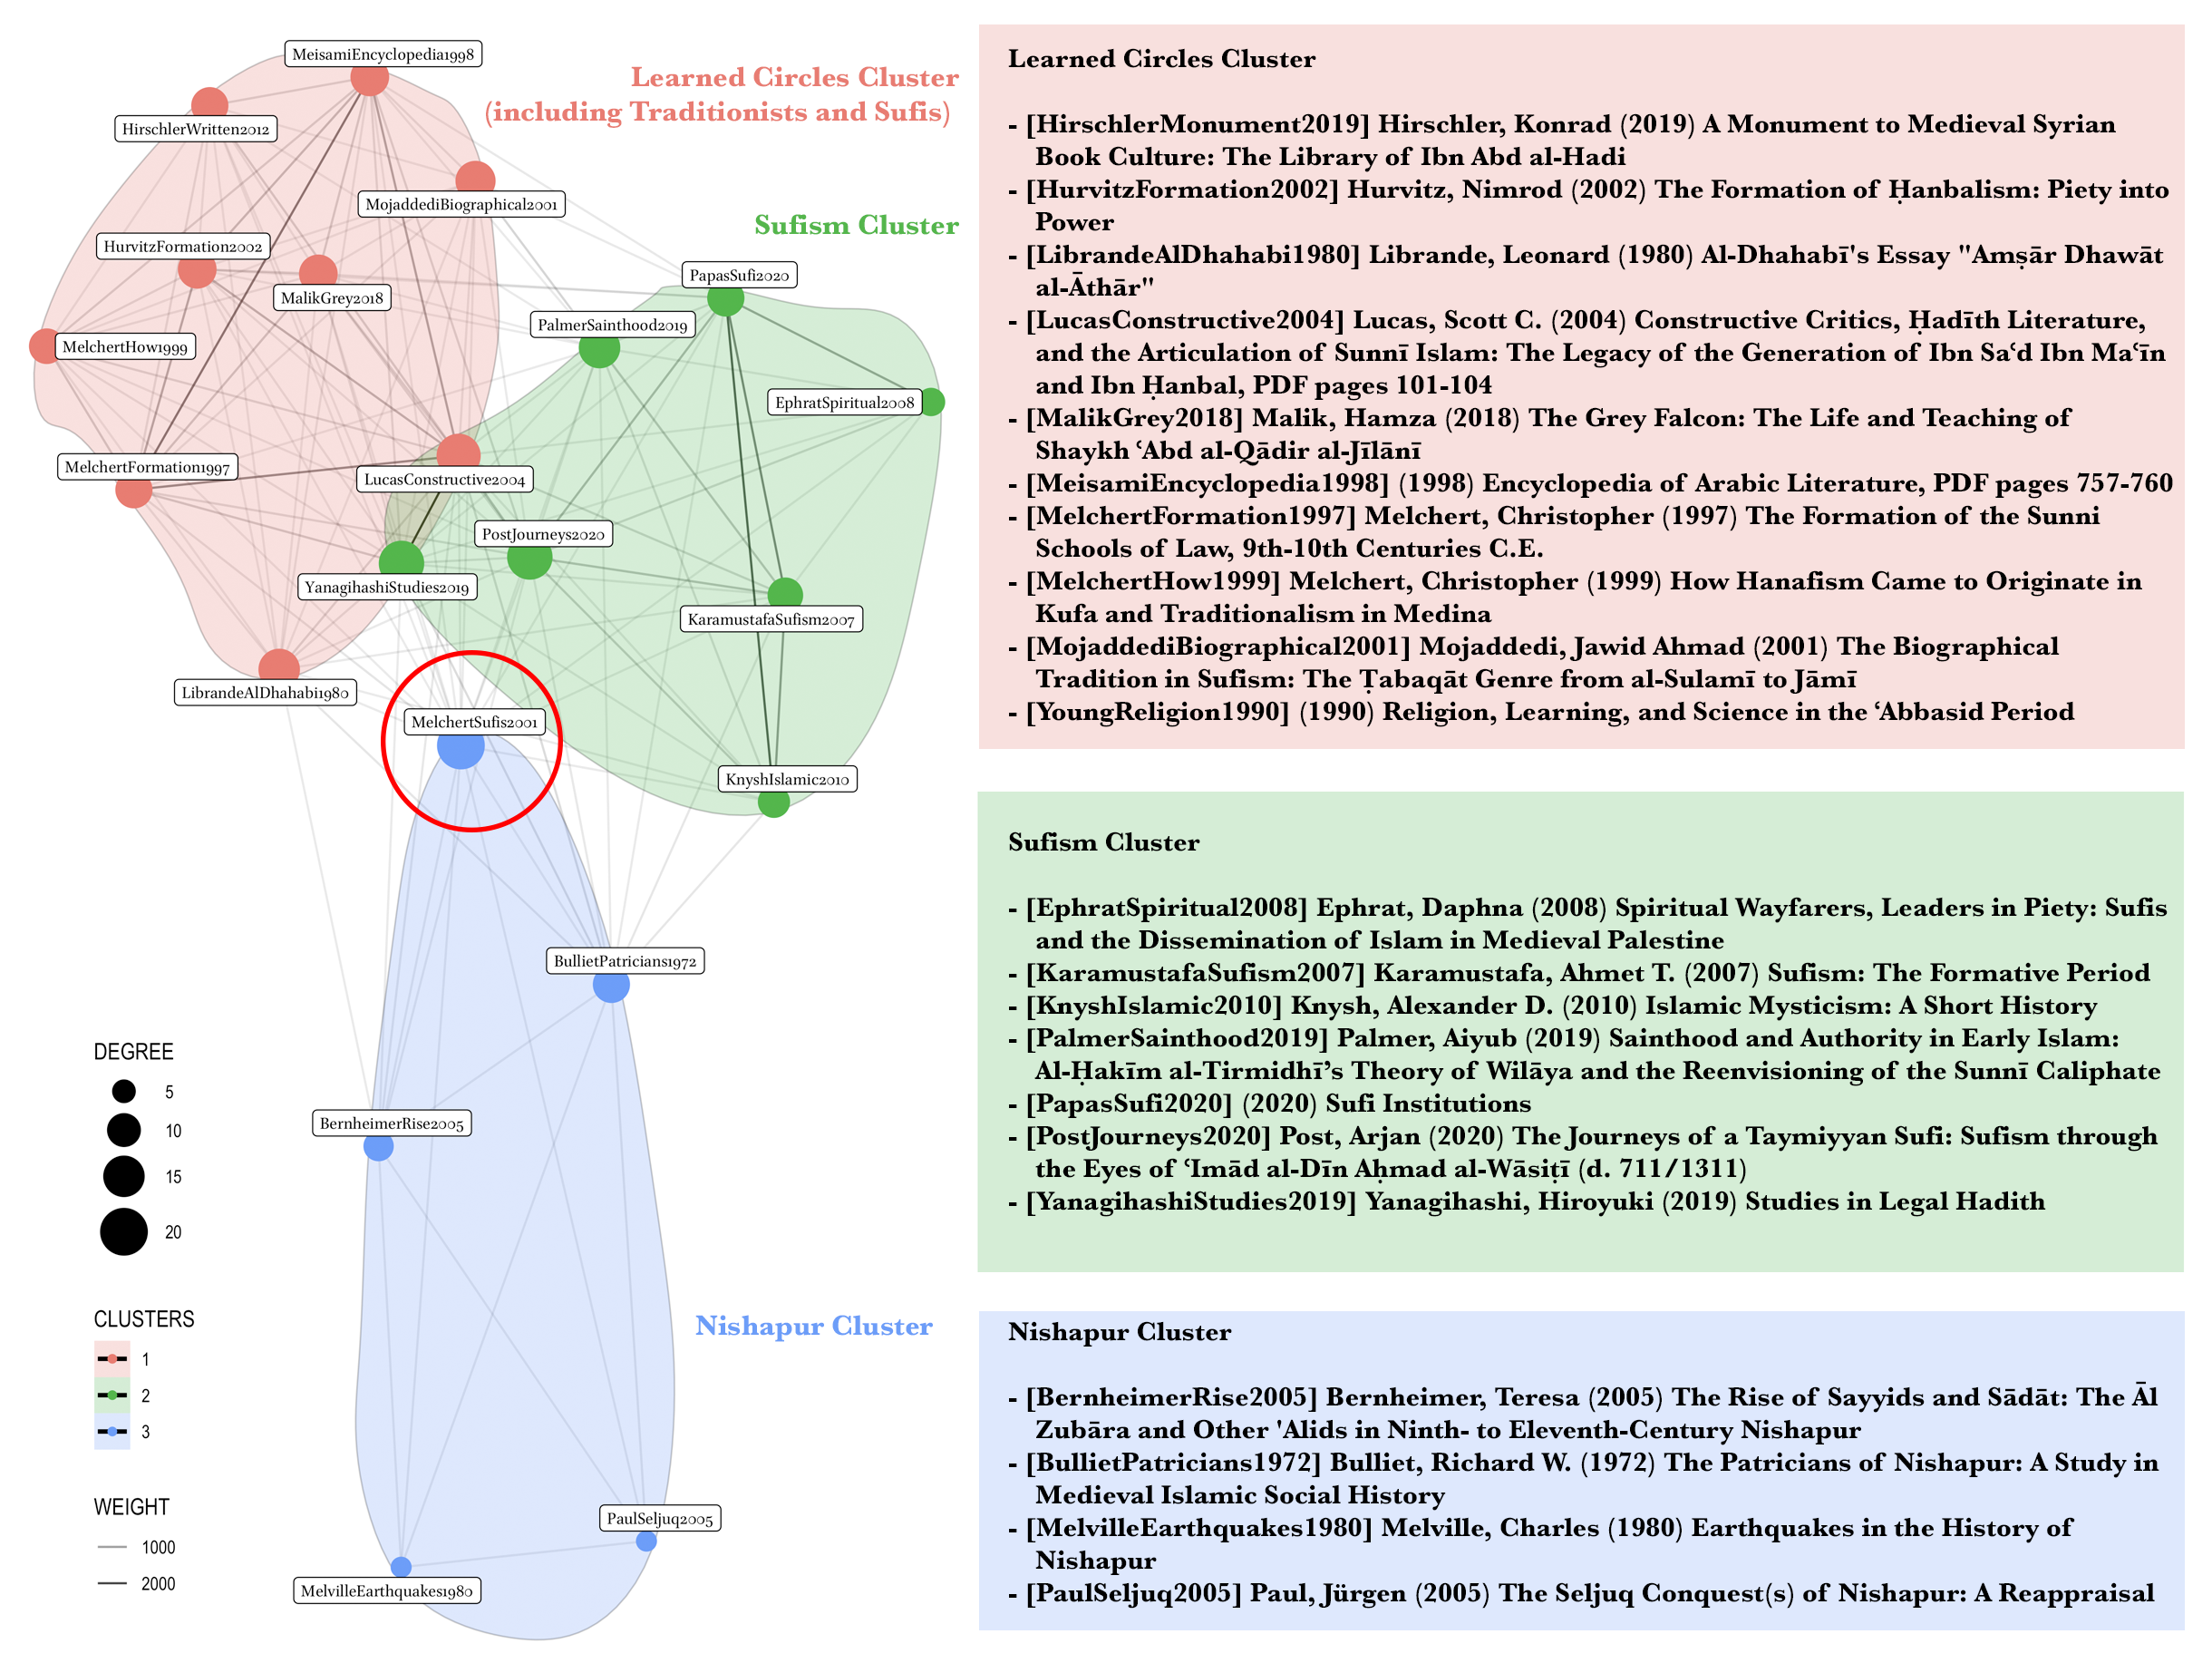 MeisamiEncyclopedia1998
Learned Circles Cluster
(including Traditionists and Sufis)
HirschlerWritten2012
MojaddediBiographical2001
Sufism Cluster
HurvitzFormation2002
PapasSufi2020
MalikGrey2018
PalmerSainthood2019
MelchertHow1999
EphratSpiritual2008
MelchertFormation1997
LucasConstructive2004
PostJourneys2020
YanagihashiStudies2019
KaramustafaSufism2007
LibrandeAlDhahabi1980
MelchertSufis2001
KnyshIslamic2010
BullietPatricians1972
BernheimerRise2005
Nishapur Cluster
PaulSeljuq2005
MelvilleEarthquakes1980
DEGREE
5
10
15
20
CLUSTERS
1
2
3
WEIGHT
1000
2000
Learned Circles Cluster
- [HirschlerMonument2019] Hirschler, Konrad (2019) A Monument to Medieval Syrian
Book Culture: The Library of Ibn Abd al-Hadi
- [HurvitzFormation2002] Hurvitz, Nimrod (2002) The Formation of Ḥanbalism: Piety into
Power
- [LibrandeAlDhahabi1980] Librande, Leonard (1980) Al-Dhahabī's Essay "Amṣār Dhawāt
al-Āthār"
- [LucasConstructive2004] Lucas, Scott C. (2004) Constructive Critics, Ḥadīth Literature,
and the Articulation of Sunnī Islam: The Legacy of the Generation of Ibn Saʿd Ibn Maʿīn
and Ibn Ḥanbal, PDF pages 101-104
- [MalikGrey2018] Malik, Hamza (2018) The Grey Falcon: The Life and Teaching of
Shaykh ʿAbd al-Qādir al-Jīlānī
- [MeisamiEncyclopedia1998] (1998) Encyclopedia of Arabic Literature, PDF pages 757-760
- [MelchertFormation1997] Melchert, Christopher (1997) The Formation of the Sunni
Schools of Law, 9th-10th Centuries C.E.
- [MelchertHow1999] Melchert, Christopher (1999) How Hanafism Came to Originate in
Kufa and Traditionalism in Medina
- [MojaddediBiographical2001] Mojaddedi, Jawid Ahmad (2001) The Biographical
Tradition in Sufism: The Ṭabaqāt Genre from al-Sulamī to Jāmī
- [YoungReligion1990] (1990) Religion, Learning, and Science in the ʿAbbasid Period
Sufism Cluster
- [EphratSpiritual2008] Ephrat, Daphna (2008) Spiritual Wayfarers, Leaders in Piety: Sufis
and the Dissemination of Islam in Medieval Palestine
- [KaramustafaSufism2007] Karamustafa, Ahmet T. (2007) Sufism: The Formative Period
- [KnyshIslamic2010] Knysh, Alexander D. (2010) Islamic Mysticism: A Short History
- [PalmerSainthood2019] Palmer, Aiyub (2019) Sainthood and Authority in Early Islam:
Al-Ḥakīm al-Tirmidhī’s Theory of Wilāya and the Reenvisioning of the Sunnī Caliphate
- [PapasSufi2020] (2020) Sufi Institutions
- [PostJourneys2020] Post, Arjan (2020) The Journeys of a Taymiyyan Sufi: Sufism through
the Eyes of ʿImād al-Dīn Aḥmad al-Wāsiṭī (d. 711/1311)
- [YanagihashiStudies2019] Yanagihashi, Hiroyuki (2019) Studies in Legal Hadith
Nishapur Cluster
- [BernheimerRise2005] Bernheimer, Teresa (2005) The Rise of Sayyids and Sādāt: The Āl
Zubāra and Other 'Alids in Ninth- to Eleventh-Century Nishapur
- [BullietPatricians1972] Bulliet, Richard W. (1972) The Patricians of Nishapur: A Study in
Medieval Islamic Social History
- [MelvilleEarthquakes1980] Melville, Charles (1980) Earthquakes in the History of
Nishapur
- [PaulSeljuq2005] Paul, Jürgen (2005) The Seljuq Conquest(s) of Nishapur: A Reappraisal